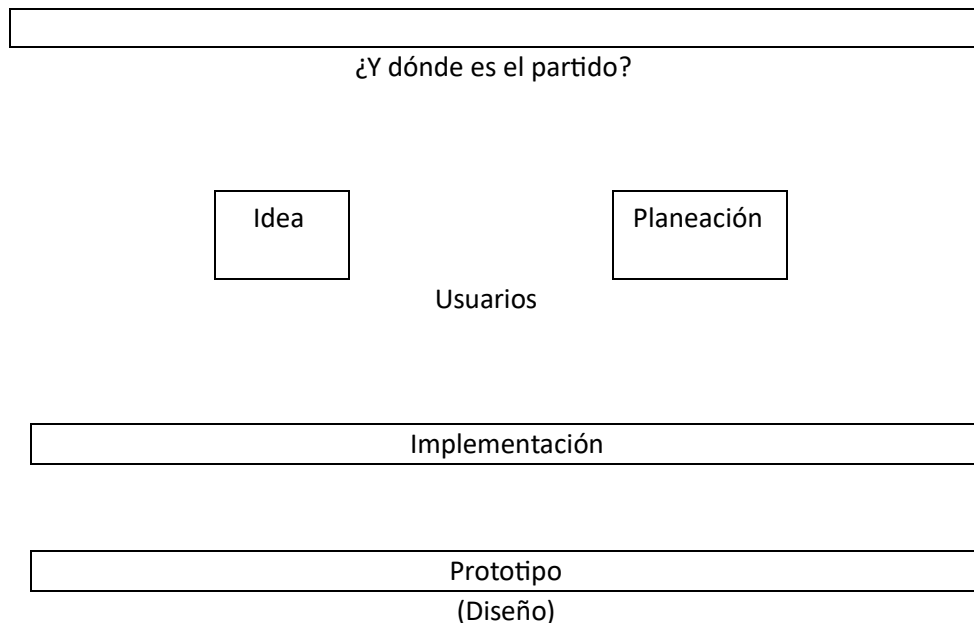 ¿Y dónde es el partido?
Idea
Planeación
Usuarios
Implementación
Prototipo
(Diseño)